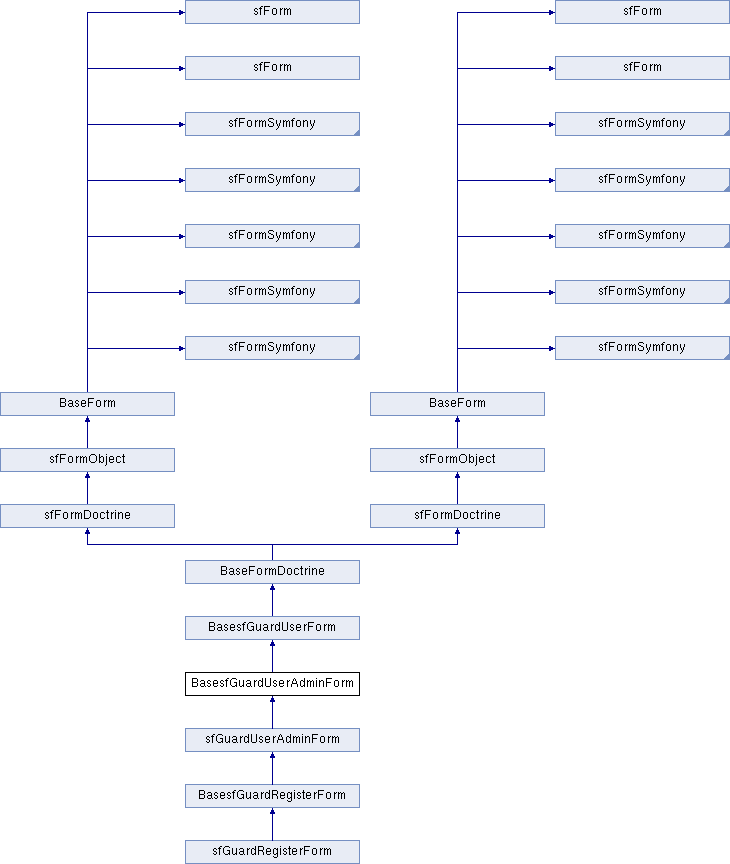 sfForm sfForm
sfForm sfForm
sfFormSymfony sfFormSymfony
sfFormSymfony sfFormSymfony
sfFormSymfony sfFormSymfony
sfFormSymfony sfFormSymfony
sfFormSymfony sfFormSymfony
BaseForm BaseForm
sfFormObject sfFormObject
sfFormDoctrine sfFormDoctrine
BaseFormDoctrine
BasesfGuardUserForm
BasesfGuardUserAdminForm
sfGuardUserAdminForm
BasesfGuardRegisterForm
sfGuardRegisterForm